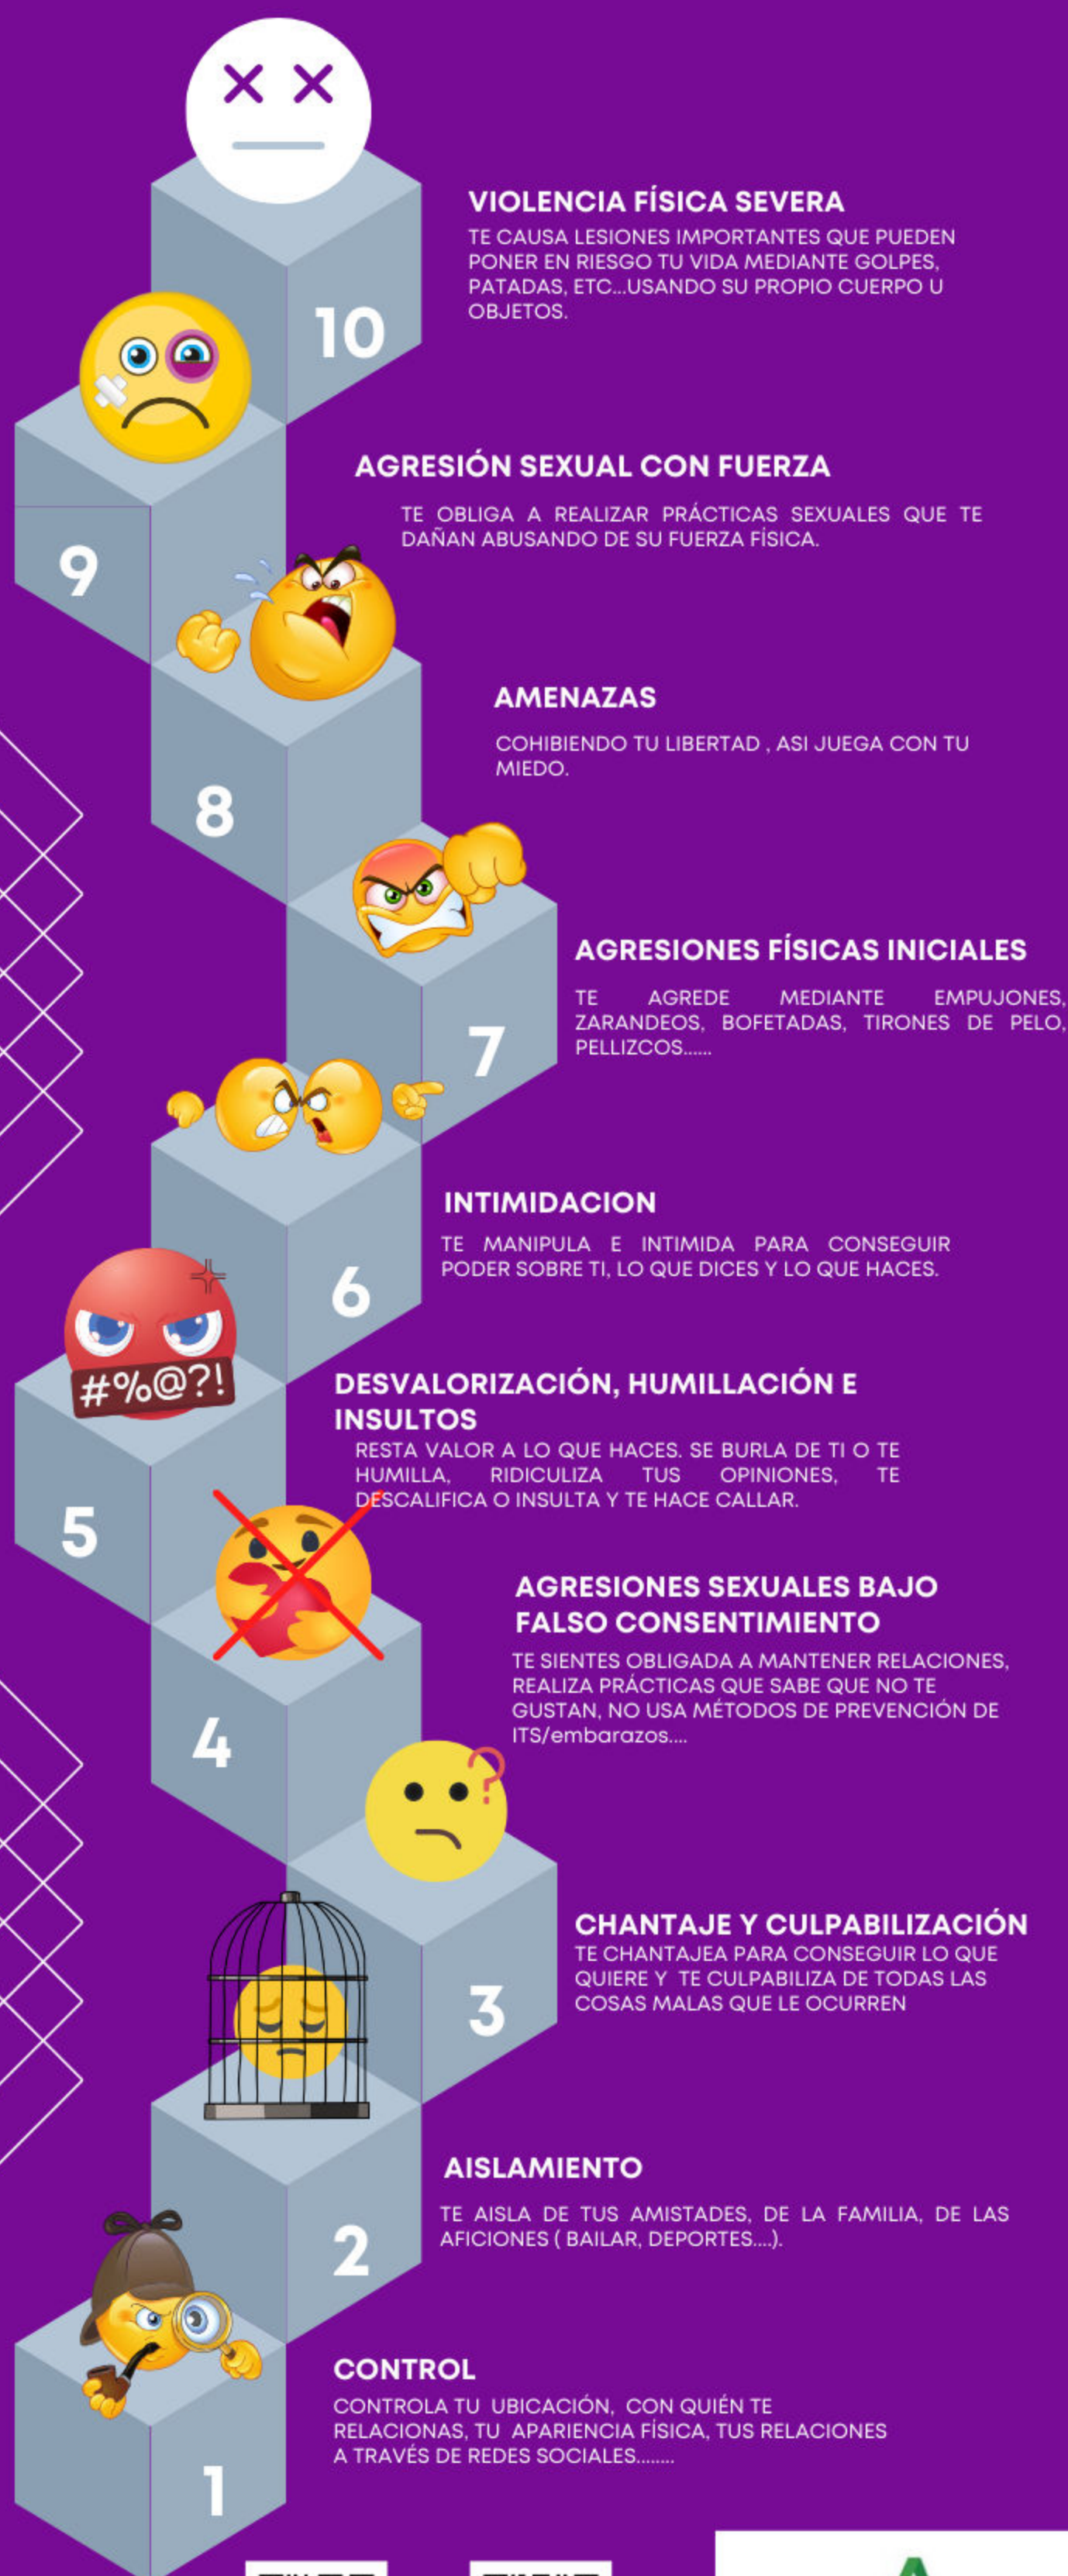 VIOLENCIA FÍSICA SEVERA
TE CAUSA LESIONES IMPORTANTES QUE PUEDEN
PONER EN RIESGO TU VIDA MEDIANTE GOLPES,
PATADAS, ETC...USANDO SU PROPIO CUERPO U
OBJETOS.
10
AGRESIÓN SEXUAL CON FUERZA
TE OBLIGA A REALIZAR PRÁCTICAS SEXUALES QUE TE
DAÑAN ABUSANDO DE SU FUERZA FÍSICA.
9
AMENAZAS
COHIBIENDO TU LIBERTAD , ASI JUEGA CON TU
MIEDO.
8
AGRESIONES FÍSICAS INICIALES
TE AGREDE MEDIANTE EMPUJONES,
ZARANDEOS, BOFETADAS, TIRONES DE PELO,
PELLIZCOS......
7
INTIMIDACION
TE MANIPULA E INTIMIDA PARA CONSEGUIR
PODER SOBRE TI, LO QUE DICES Y LO QUE HACES.
6
#%@?!
DESVALORIZACIÓN, HUMILLACIÓN E
INSULTOS
RESTA VALOR A LO QUE HACES. SE BURLA DE TI O TE
HUMILLA, RIDICULIZA TUS OPINIONES, TE
DESCALIFICA O INSULTA Y TE HACE CALLAR.
5
AGRESIONES SEXUALES BAJO
FALSO CONSENTIMIENTO
TE SIENTES OBLIGADA A MANTENER RELACIONES,
REALIZA PRÁCTICAS QUE SABE QUE NO TE
GUSTAN, NO USA MÉTODOS DE PREVENCIÓN DE
ITS/embarazos....
4
?
CHANTAJE Y CULPABILIZACIÓN
TE CHANTAJEA PARA CONSEGUIR LO QUE
QUIERE Y TE CULPABILIZA DE TODAS LAS
COSAS MALAS QUE LE OCURREN
3
AISLAMIENTO
TE AISLA DE TUS AMISTADES, DE LA FAMILIA, DE LAS
AFICIONES ( BAILAR, DEPORTES....).
2
CONTROL
CONTROLA TU UBICACIÓN, CON QUIÉN TE
RELACIONAS, TU APARIENCIA FÍSICA, TUS RELACIONES
A TRAVÉS DE REDES SOCIALES........
1